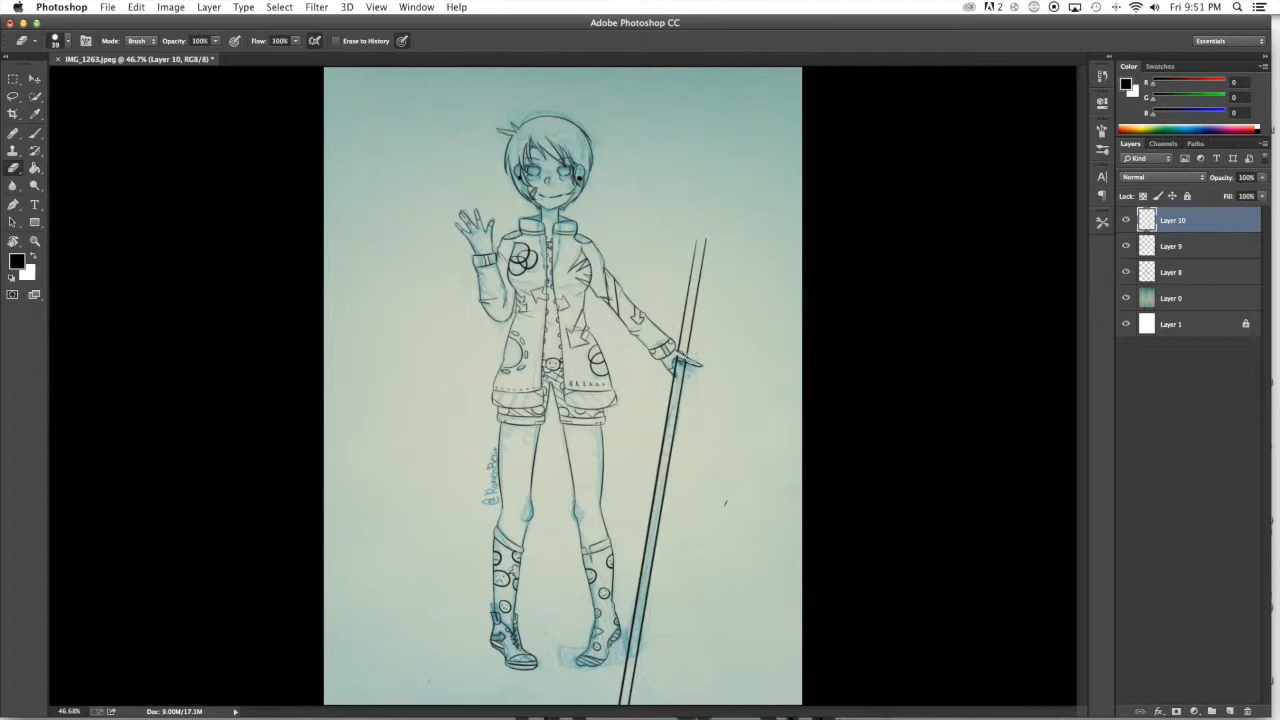 Photoshop File Edit Image Layer Type Select Filter 3D View Window Help
2 Fri 9:51 PM
Adobe Photoshop CC
39 Mode: Brush Opacity: 100% Flow: 100% Erase to History Essentials
× IMG_1263.jpeg @ 46.7% (Layer 10, RGB/8) *
Color Swatches
R 0
G 0
B 0
Layers Channels Paths
Kind
Normal Opacity: 100%
Lock: Fill: 100%
Layer 10
Layer 9
Layer 8
Layer 0
Layer 1
46.68% Doc: 9.00M/17.1M